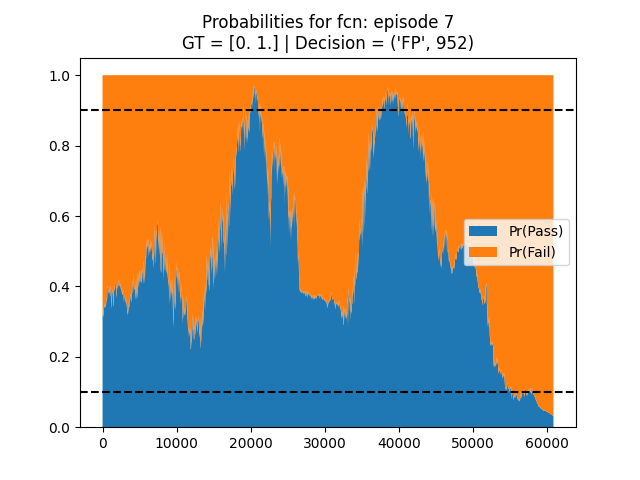 Probabilities for fcn: episode 7
GT = [0. 1.] | Decision = ('FP', 952)
1.0
0.8
0.6
0.4
0.2
0.0
Pr(Pass)
Pr(Fail)
0 10000 20000 30000 40000 50000 60000